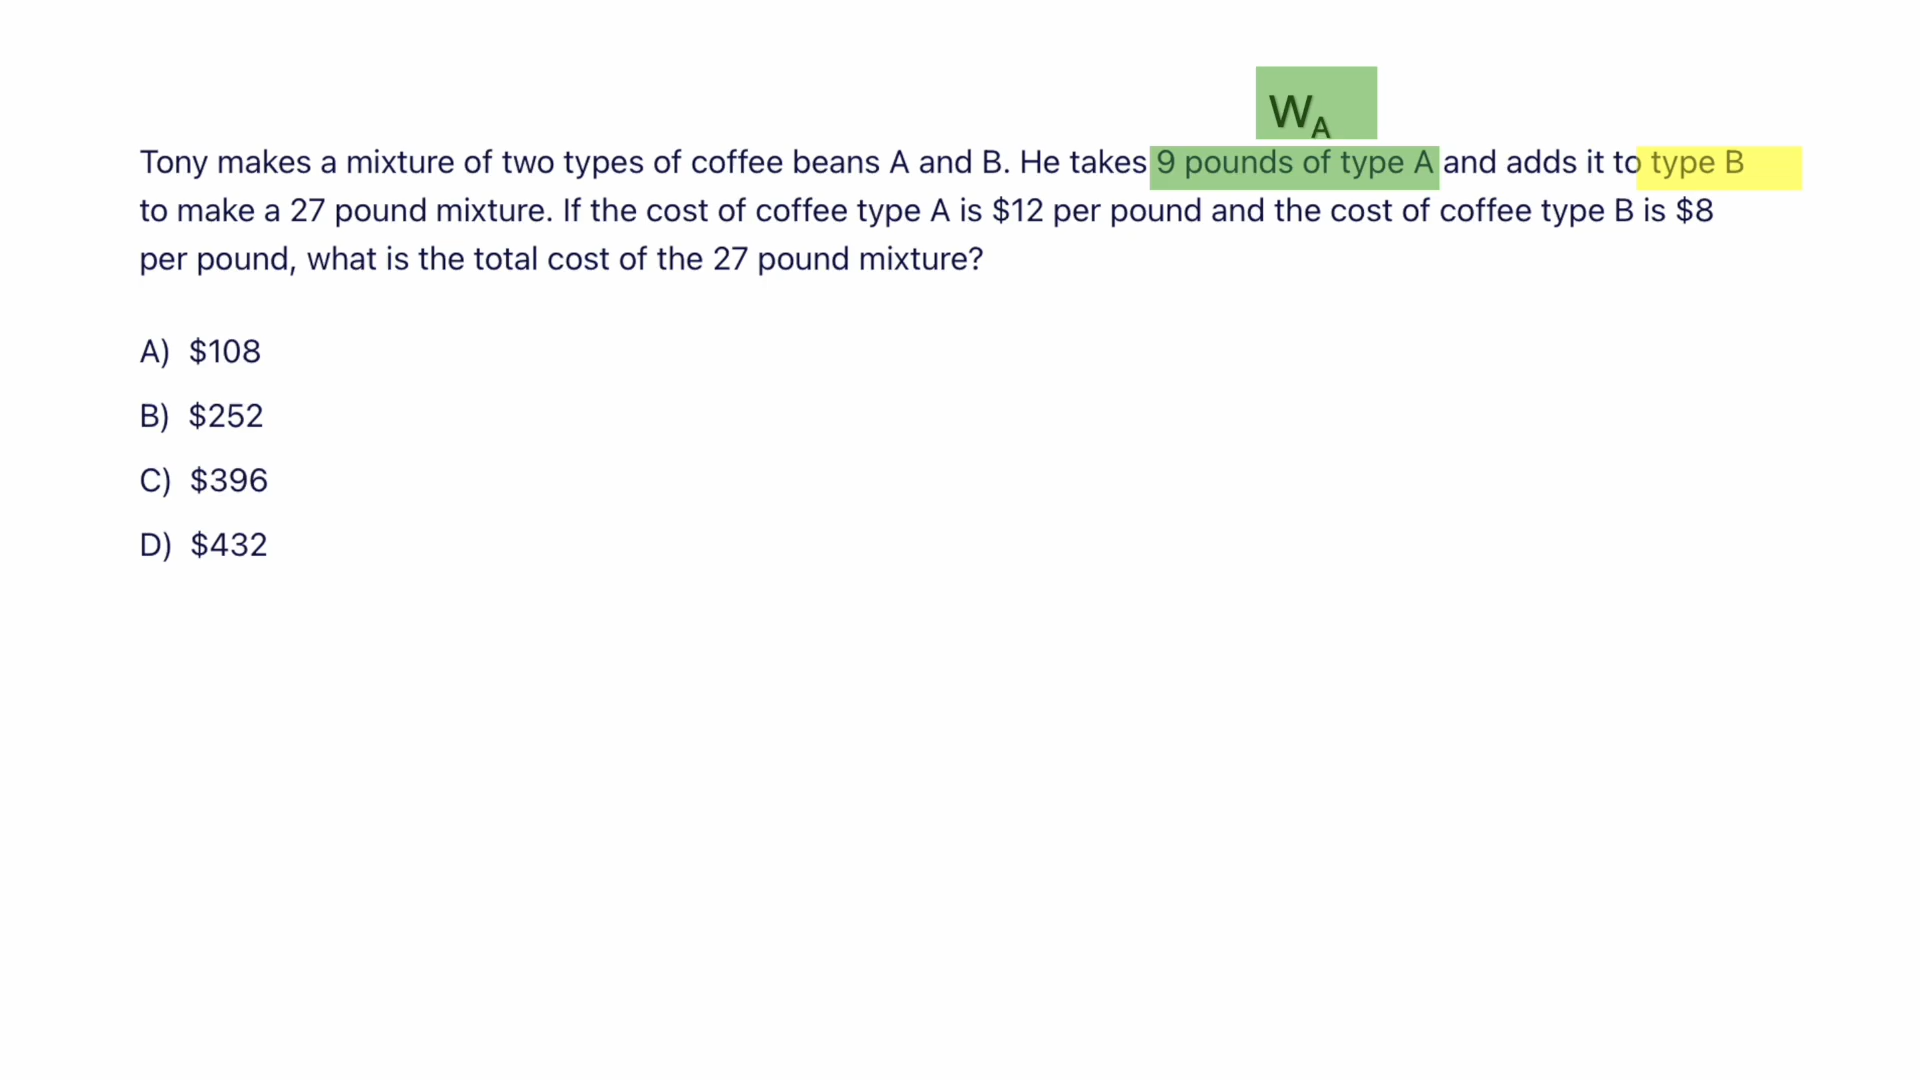 W_A
Tony makes a mixture of two types of coffee beans A and B. He takes 9 pounds of type A and adds it to type B
to make a 27 pound mixture. If the cost of coffee type A is $12 per pound and the cost of coffee type B is $8
per pound, what is the total cost of the 27 pound mixture?
A) $108
B) $252
C) $396
D) $432